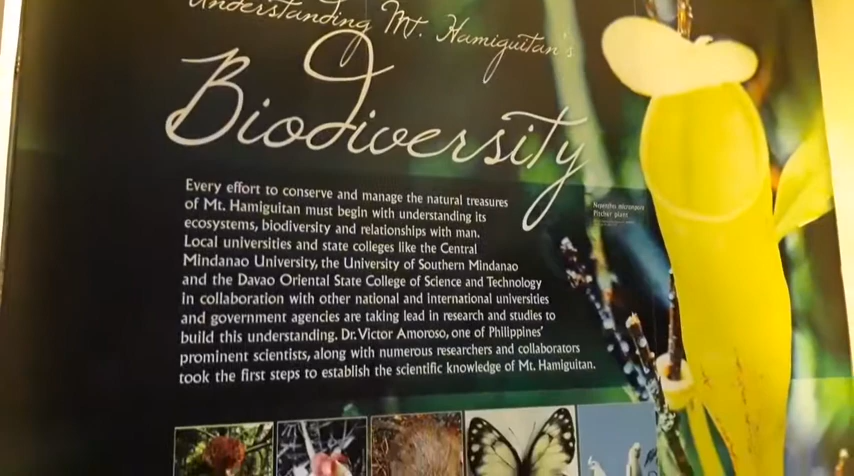 Understanding Mt. Hamiguitan's
Biodiversity
Every effort to conserve and manage the natural treasures
of Mt. Hamiguitan must begin with understanding its
ecosystems, biodiversity and relationships with man.
Local universities and state colleges like the Central
Mindanao University, the University of Southern Mindanao
and the Davao Oriental State College of Science and Technology
in collaboration with other national and international universities
and government agencies are taking lead in research and studies to
build this understanding. Dr. Victor Amoroso, one of Philippines'
prominent scientists, along with numerous researchers and collaborators
took the first steps to establish the scientific knowledge of Mt. Hamiguitan.
Pitcher plant